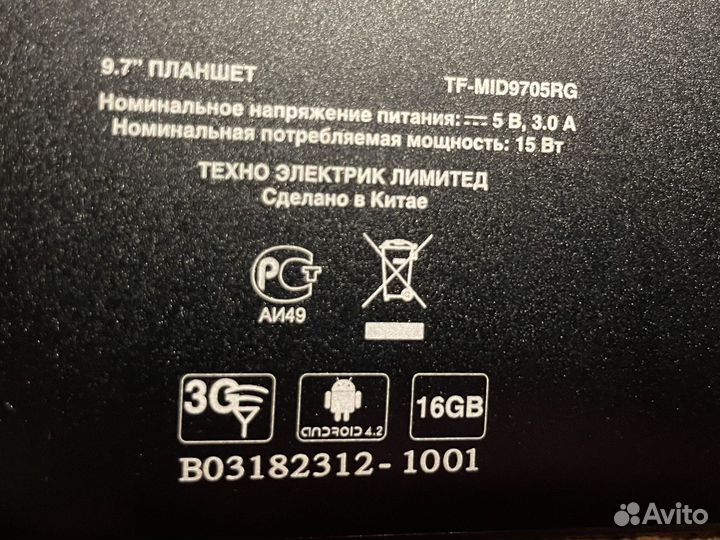 9.7" ПЛАНШЕТ TF-MID9705RG
Номинальное напряжение питания: 5 В, 3.0 А
Номинальная потребляемая мощность: 15 Вт
ТЕХНО ЭЛЕКТРИК ЛИМИТЕД
Сделано в Китае
РСТ
АИ49
3G
16GB
ANDROID 4.2
B03182312-1001
Avito